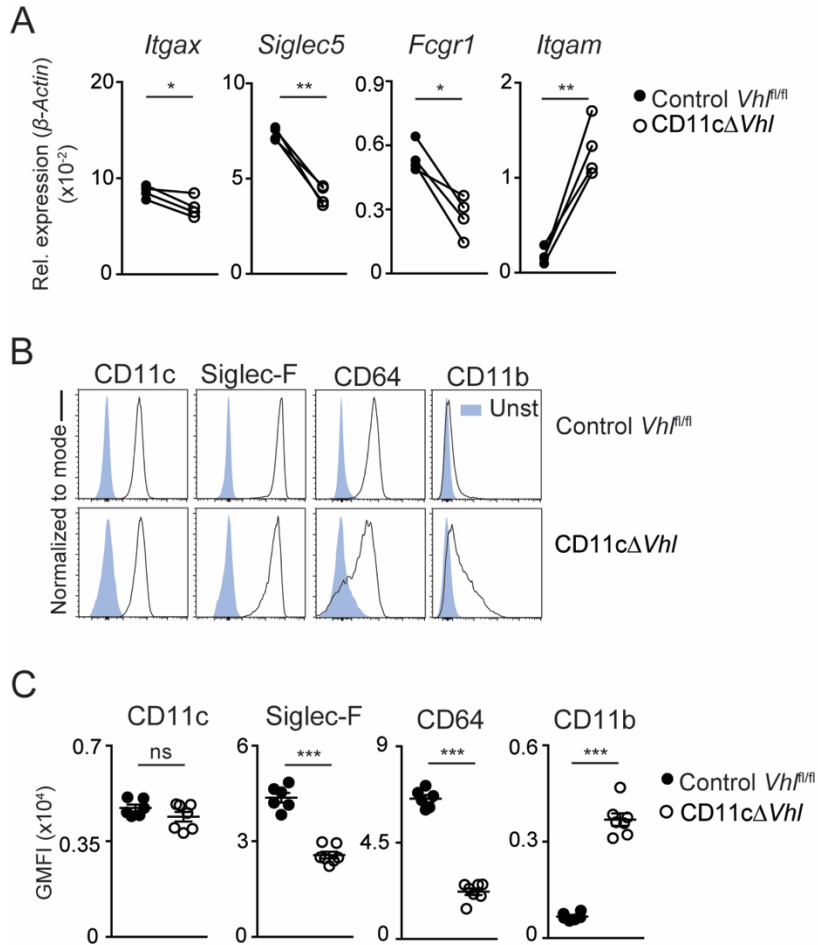 A
Itgax Siglec5 Fcgr1 Itgam
Rel. expression (β-Actin)
(x10-2)
20
10
0
*
10
5
0
**
0.9
0.6
0.3
0
*
2
1
0
**
Control Vhlfl/fl
CD11cΔVhl
B
CD11c Siglec-F CD64 CD11b
Normalized to mode
Unst
Control Vhlfl/fl
CD11cΔVhl
C
CD11c Siglec-F CD64 CD11b
GMFI (x104)
0.7
0.35
0
ns
6
3
0
***
9
4.5
0
***
0.6
0.3
0
***
Control Vhlfl/fl
CD11cΔVhl